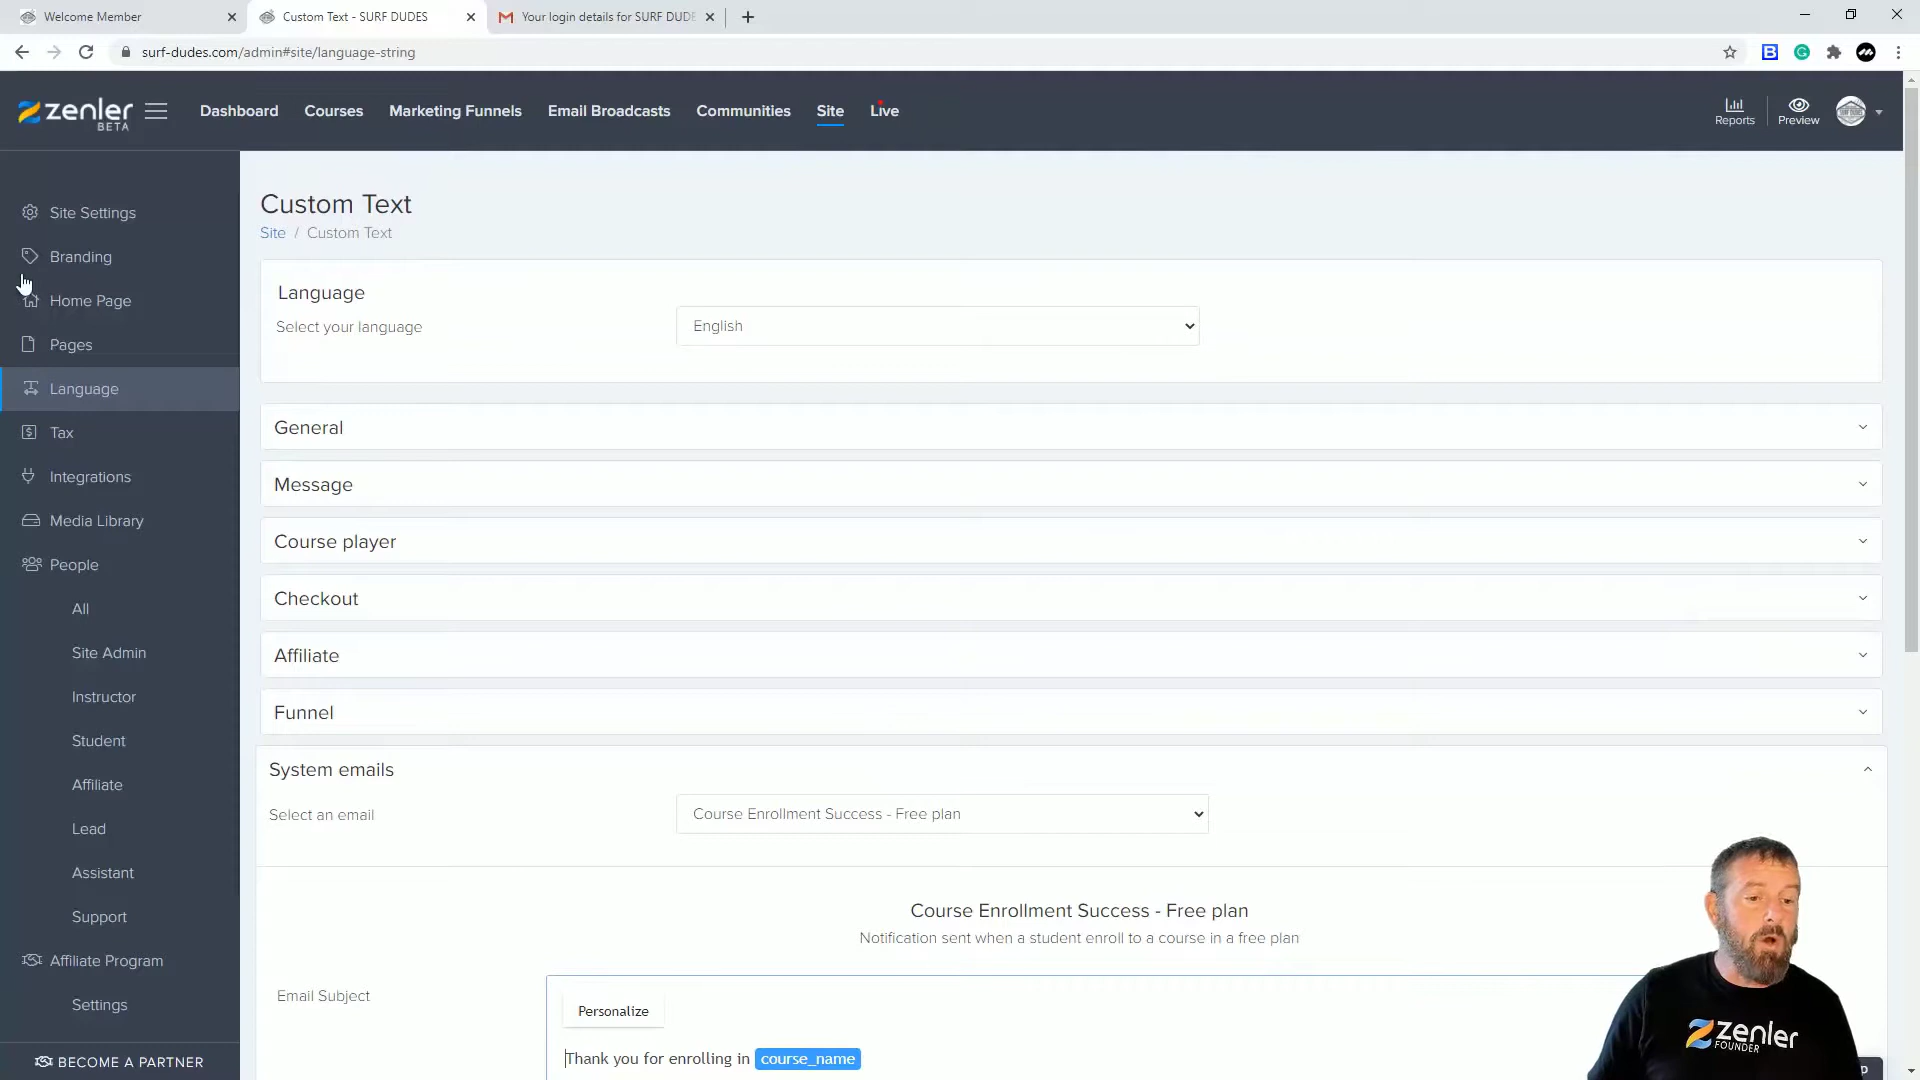 Welcome Member
Custom Text - SURF DUDES
Your login details for SURF DUDE
surf-dudes.com/admin#site/language-string
zenler
BETA
Dashboard
Courses
Marketing Funnels
Email Broadcasts
Communities
Site
Live
Reports
Preview
Site Settings
Branding
Home Page
Pages
Language
Tax
Integrations
Media Library
People
All
Site Admin
Instructor
Student
Affiliate
Lead
Assistant
Support
Affiliate Program
Settings
BECOME A PARTNER
Custom Text
Site / Custom Text
Language
Select your language
English
General
Message
Course player
Checkout
Affiliate
Funnel
System emails
Select an email
Course Enrollment Success - Free plan
Course Enrollment Success - Free plan
Notification sent when a student enroll to a course in a free plan
Email Subject
Personalize
Thank you for enrolling in course_name
zenler
FOUNDER